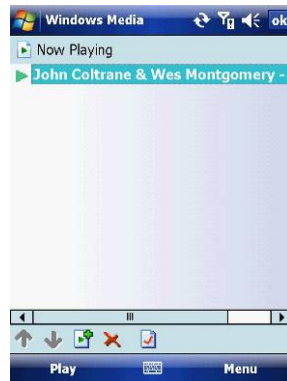 Windows Media
ok
Now Playing
John Coltrane & Wes Montgomery -
Play
Menu